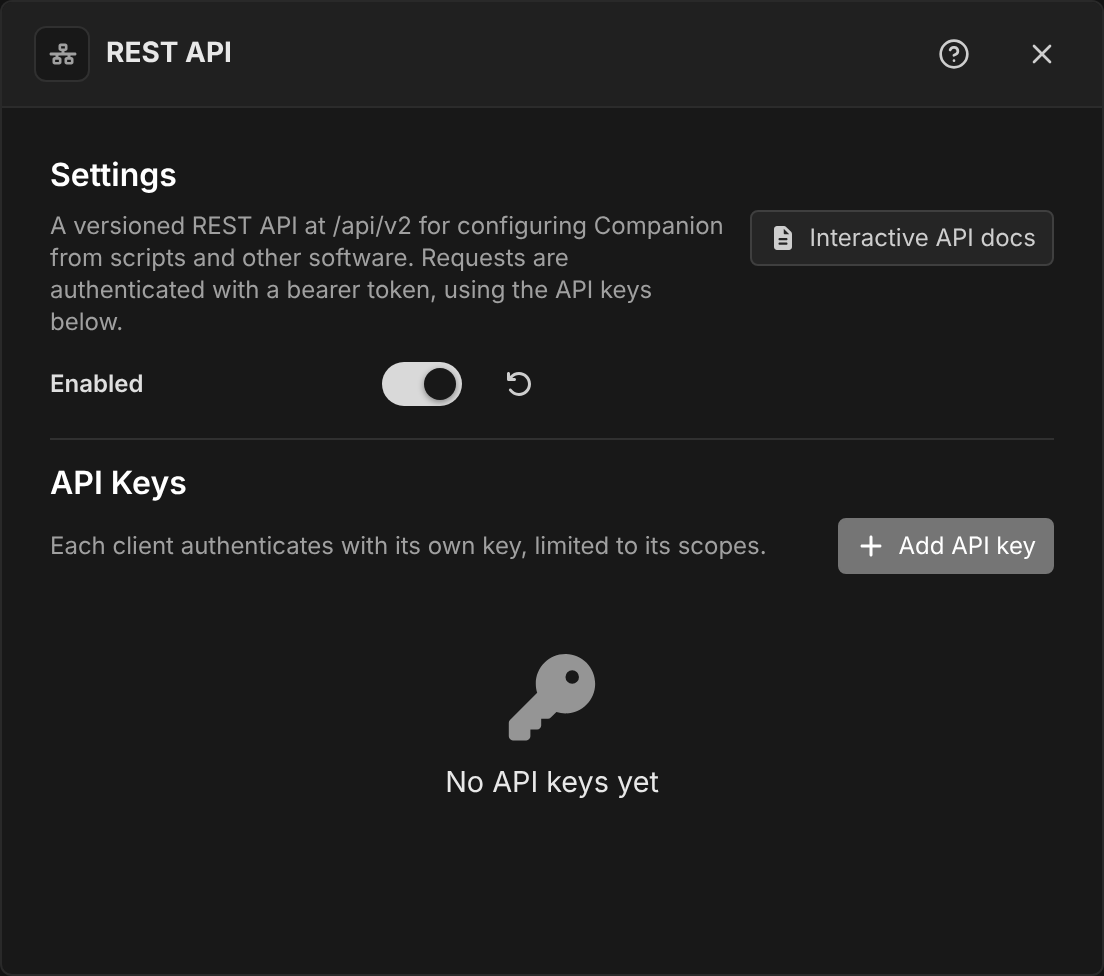 REST API
Settings
A versioned REST API at /api/v2 for configuring Companion
from scripts and other software. Requests are
authenticated with a bearer token, using the API keys
below.
Interactive API docs
Enabled
API Keys
Each client authenticates with its own key, limited to its scopes.
Add API key
No API keys yet